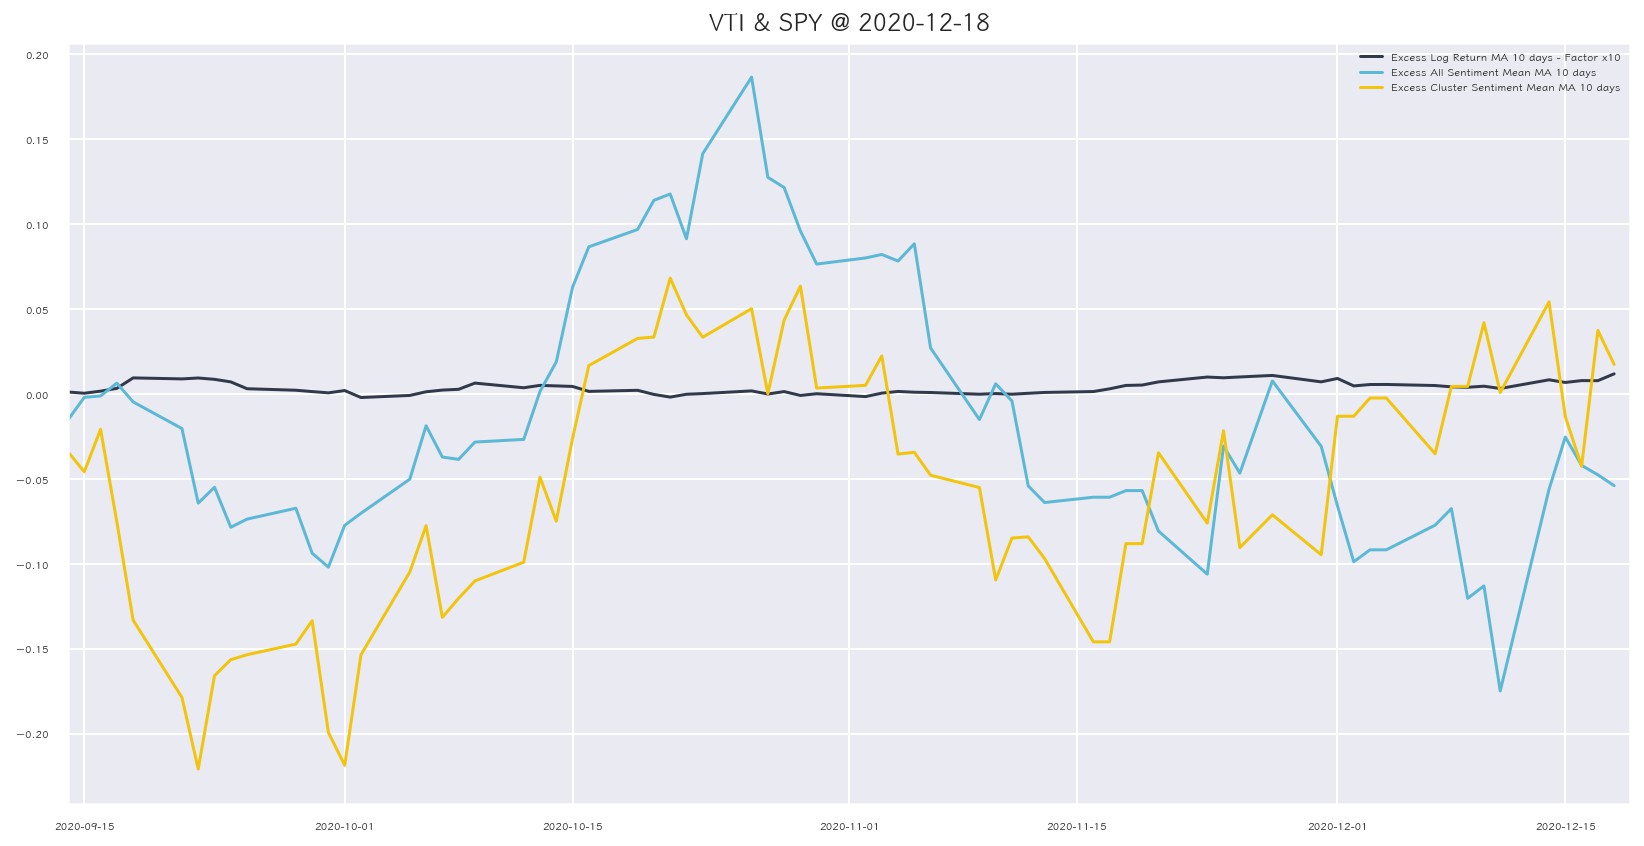 VTI & SPY @ 2020-12-18
Excess Log Return MA 10 days - Factor x10
Excess All Sentiment Mean MA 10 days
Excess Cluster Sentiment Mean MA 10 days
0.20
0.15
0.10
0.05
0.00
−0.05
−0.10
−0.15
−0.20
2020-09-15 2020-10-01 2020-10-15 2020-11-01 2020-11-15 2020-12-01 2020-12-15